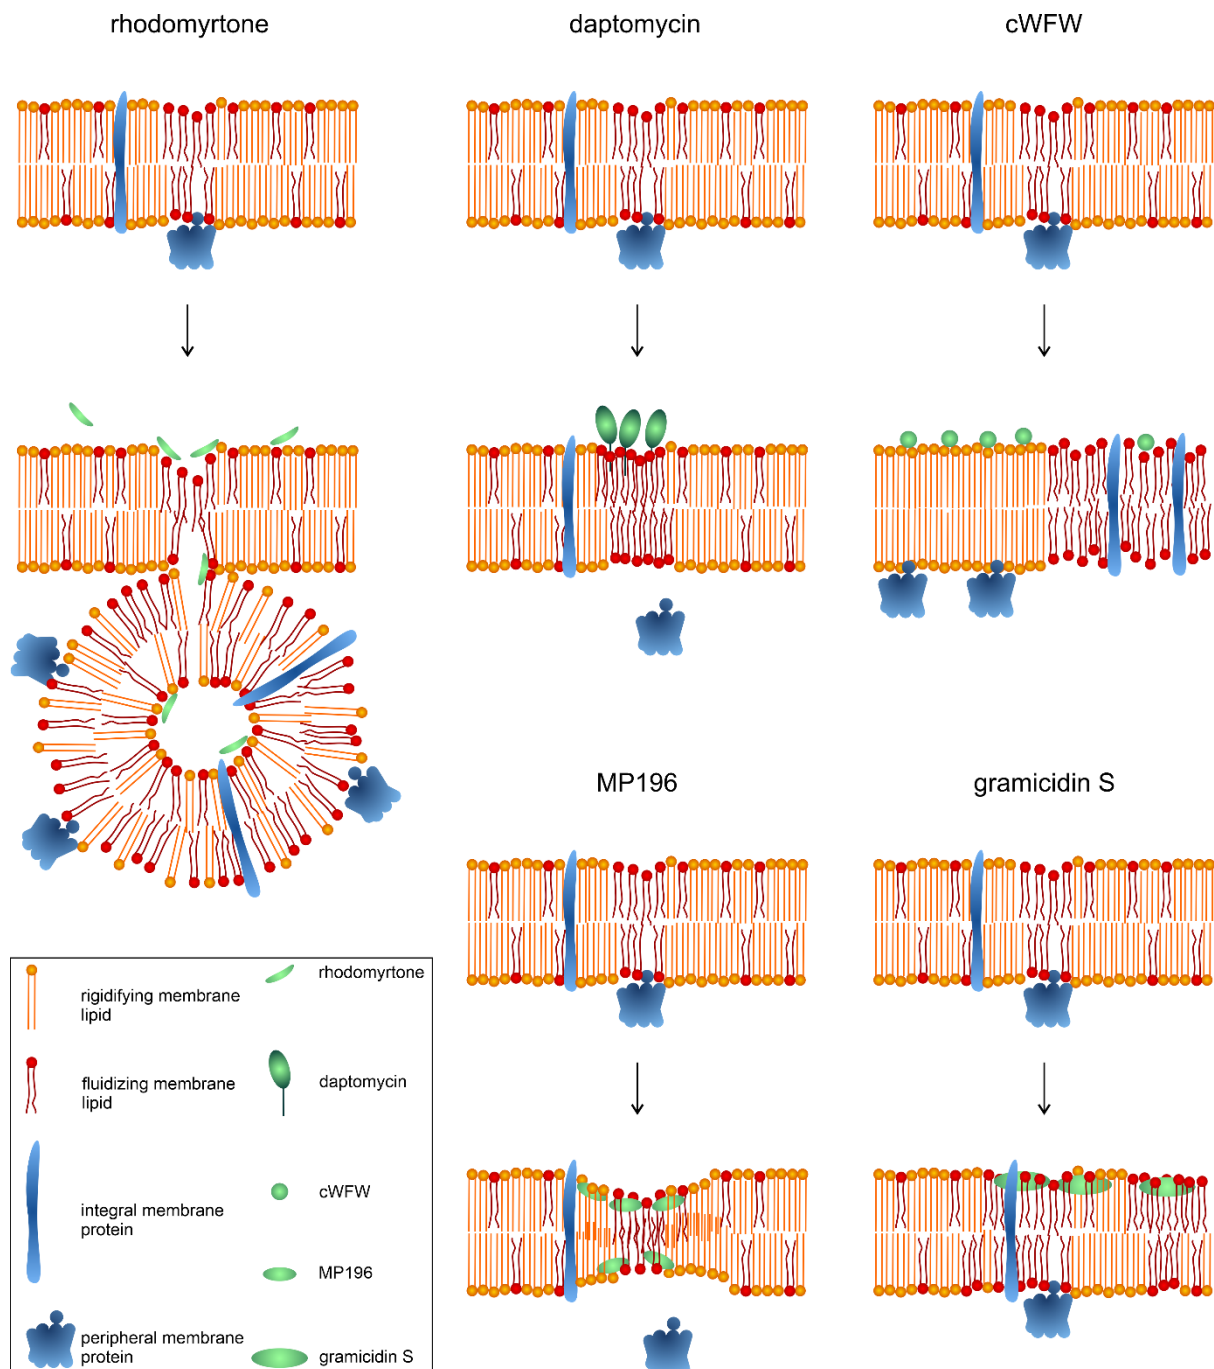 rhodomyrtone
daptomycin
cWFW
MP196
gramicidin S
rigidifying membrane
lipid
fluidizing membrane
lipid
integral membrane
protein
peripheral membrane
protein
rhodomyrtone
daptomycin
cWFW
MP196
gramicidin S